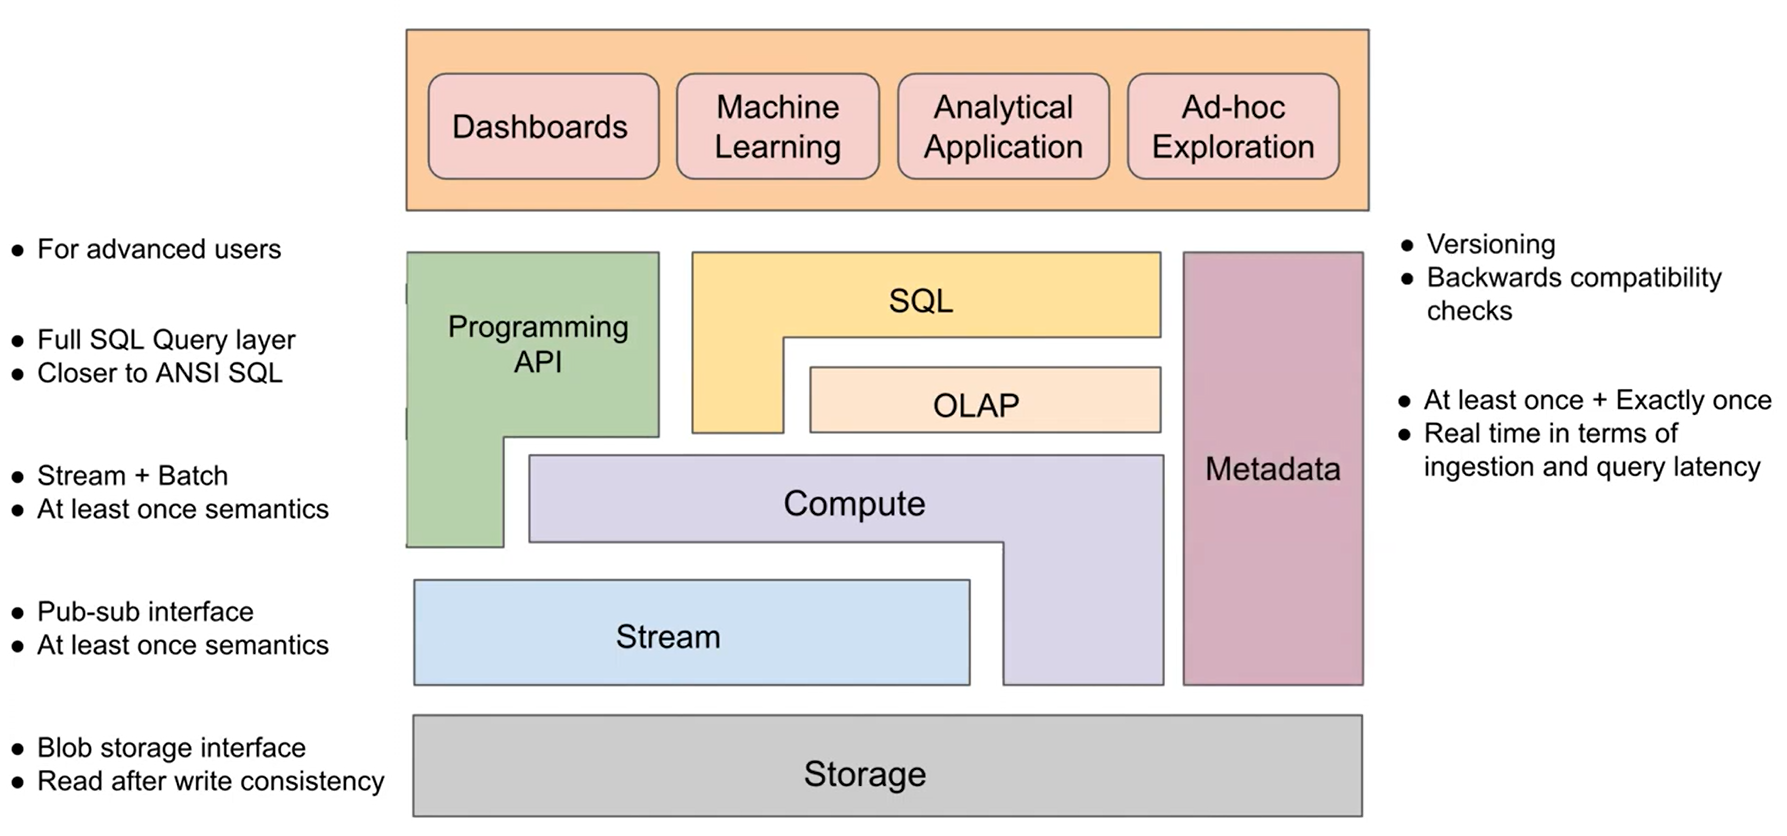 Dashboards
Machine
Learning
Analytical
Application
Ad-hoc
Exploration
● For advanced users
● Full SQL Query layer
● Closer to ANSI SQL
● Stream + Batch
● At least once semantics
● Pub-sub interface
● At least once semantics
● Blob storage interface
● Read after write consistency
Programming
API
SQL
OLAP
Compute
Stream
Metadata
Storage
● Versioning
● Backwards compatibility
checks
● At least once + Exactly once
● Real time in terms of
ingestion and query latency